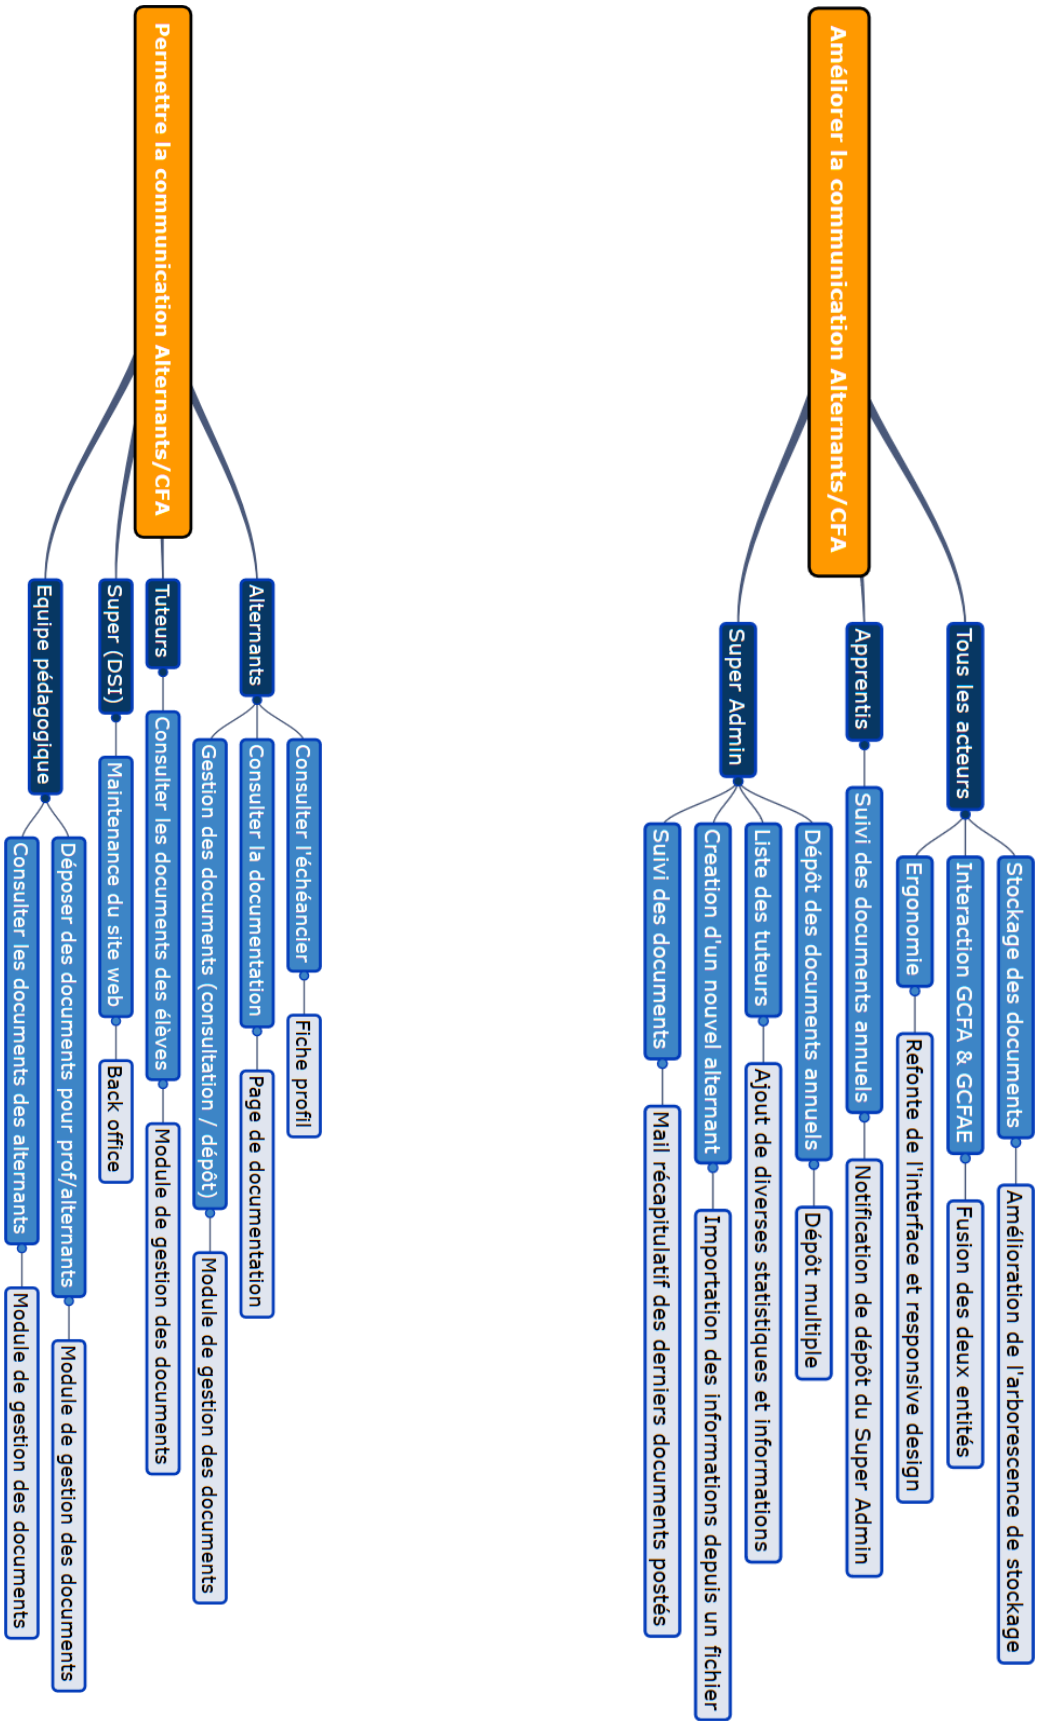 Améliorer la communication Alternants/CFA
Tous les acteurs
Stockage des documents
Amélioration de l'arborescence de stockage
Interaction GCFA & GCFAE
Fusion des deux entités
Ergonomie
Refonte de l'interface et responsive design
Apprentis
Suivi des documents annuels
Notification de dépôt du Super Admin
Super Admin
Dépôt des documents annuels
Dépôt multiple
Liste des tuteurs
Ajout de diverses statistiques et informations
Creation d'un nouvel alternant
Importation des informations depuis un fichier
Suivi des documents
Mail récapitulatif des derniers documents postés
Permettre la communication Alternants/CFA
Alternants
Consulter l'échéancier
Fiche profil
Consulter la documentation
Page de documentation
Gestion des documents (consultation / dépôt)
Module de gestion des documents
Tuteurs
Consulter les documents des élèves
Module de gestion des documents
Super (DSI)
Maintenance du site web
Back office
Equipe pédagogique
Déposer des documents pour prof/alternants
Module de gestion des documents
Consulter les documents des alternants
Module de gestion des documents